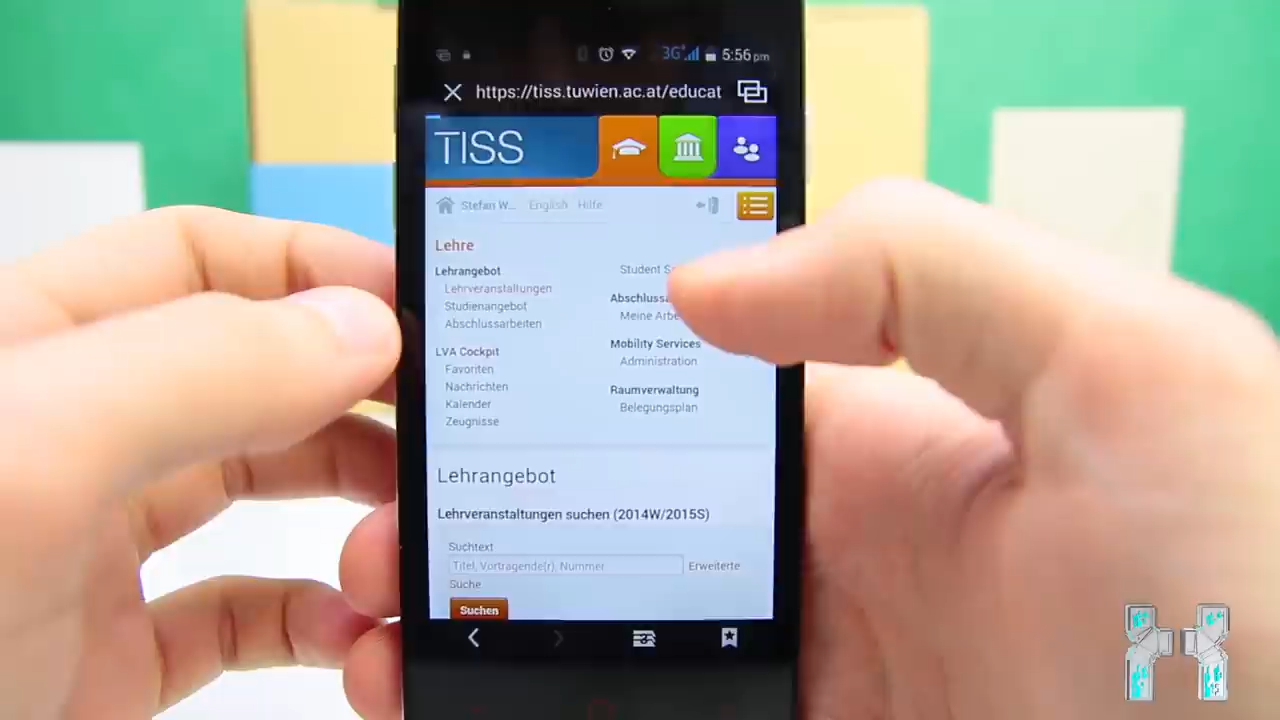 3G 5:56 pm
https://tiss.tuwien.ac.at/educat
TISS
Stefan W... English Hilfe
Lehre
Lehrangebot
Lehrveranstaltungen
Studienangebot
Abschlussarbeiten
LVA Cockpit
Favoriten
Nachrichten
Kalender
Zeugnisse
Student
Meine
Mobility Services
Administration
Raumverwaltung
Belegungsplan
Lehrangebot
Lehrveranstaltungen suchen (2014W/2015S)
Suchtext
Titel, Vortragende(r), Nummer Erweiterte
Suche
Suchen